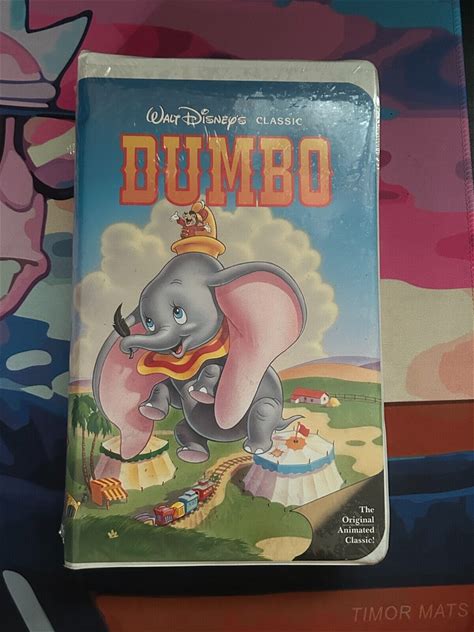 WALT DISNEY'S CLASSIC
DUMBO
The
Original
Animated
Classic!
TIMOR MATS